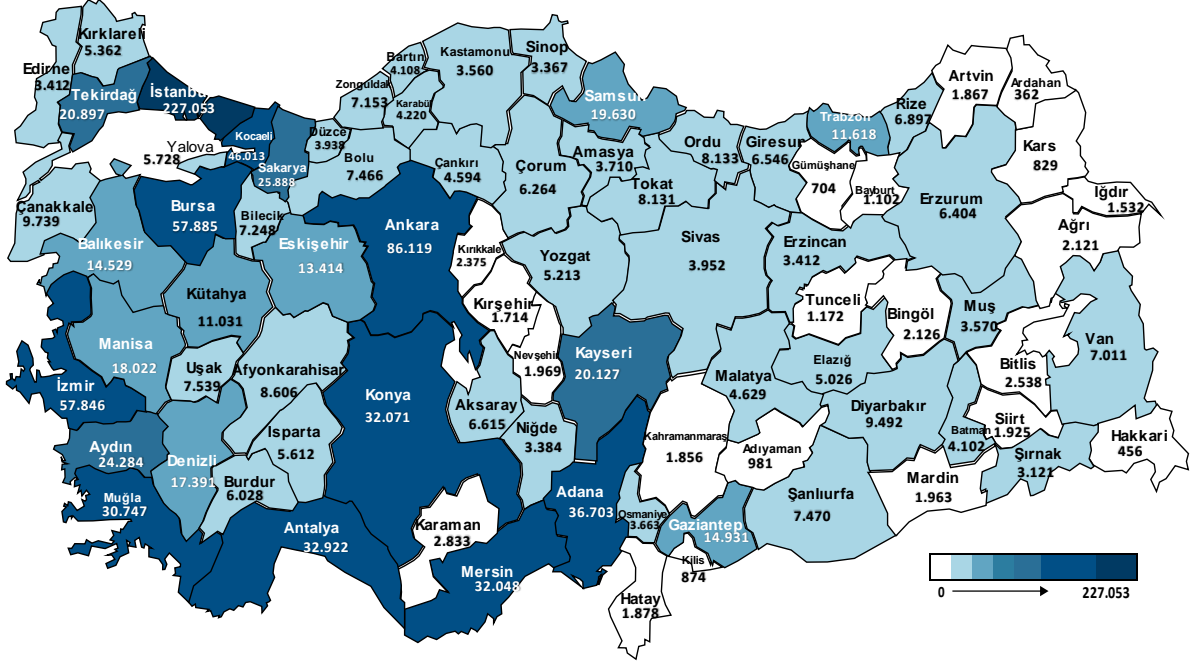 Kırklareli
5.362
Edirne
3.412
Tekirdağ
20.897
İstanbu
227.053
Kocaeli
46.013
Yalova
5.728
Sakarya
25.888
Düzce
3.938
Zonguldak
7.153
Bartın
4.108
Karabük
4.220
Kastamonu
3.560
Sinop
3.367
Samsun
19.630
Bolu
7.466
Çankırı
4.594
Çorum
6.264
Amasya
3.710
Tokat
8.131
Ordu
8.133
Giresun
6.546
Gümüşhane
704
Trabzon
11.618
Bayburt
1.102
Rize
6.897
Artvin
1.867
Ardahan
362
Kars
829
Iğdır
1.532
Ağrı
2.121
Erzurum
6.404
Erzincan
3.412
Sivas
3.952
Yozgat
5.213
Kırıkkale
2.375
Kırşehir
1.714
Nevşehir
1.969
Ankara
86.119
Eskişehir
13.414
Bilecik
7.248
Bursa
57.885
Çanakkale
9.739
Balıkesir
14.529
Kütahya
11.031
Manisa
18.022
Uşak
7.539
Afyonkarahisar
8.606
İzmir
57.846
Aydın
24.284
Denizli
17.391
Muğla
30.747
Burdur
6.028
Isparta
5.612
Antalya
32.922
Konya
32.071
Karaman
2.833
Mersin
32.048
Aksaray
6.615
Niğde
3.384
Kayseri
20.127
Adana
36.703
Osmaniye
3.663
Hatay
1.878
Kilis
874
Gaziantep
14.931
Kahramanmaraş
1.856
Adıyaman
981
Malatya
4.629
Elazığ
5.026
Tunceli
1.172
Bingöl
2.126
Muş
3.570
Bitlis
2.538
Van
7.011
Hakkari
456
Şırnak
3.121
Siirt
1.925
Batman
4.102
Diyarbakır
9.492
Mardin
1.963
Şanlıurfa
7.470
0
227.053